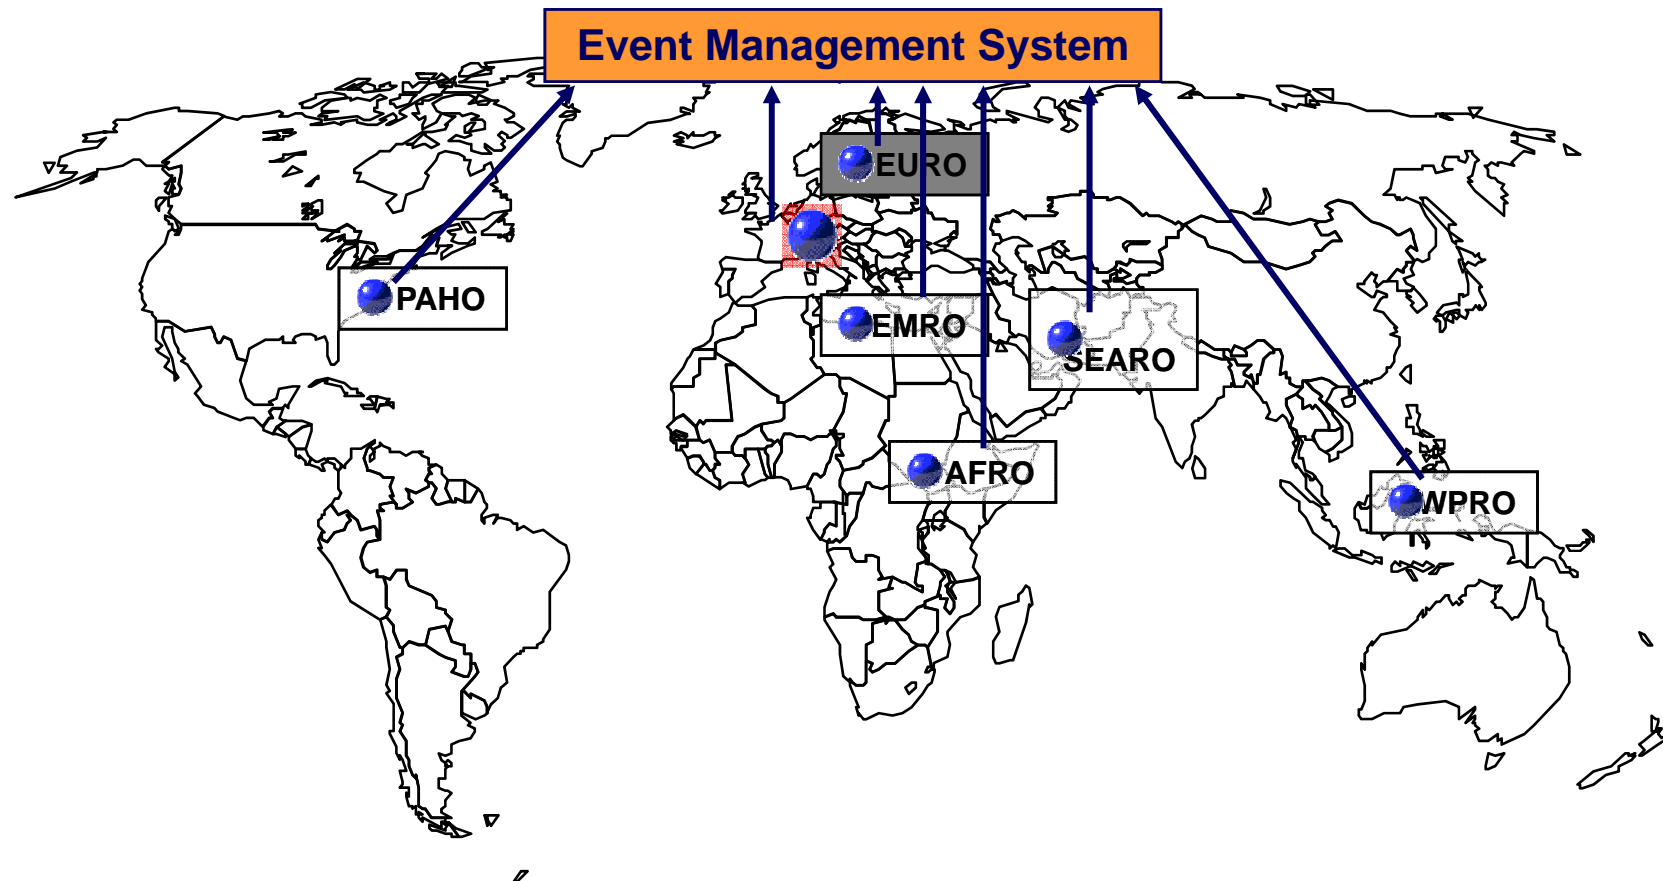 Event Management System
EURO
PAHO
EMRO
SEARO
AFRO
WPRO